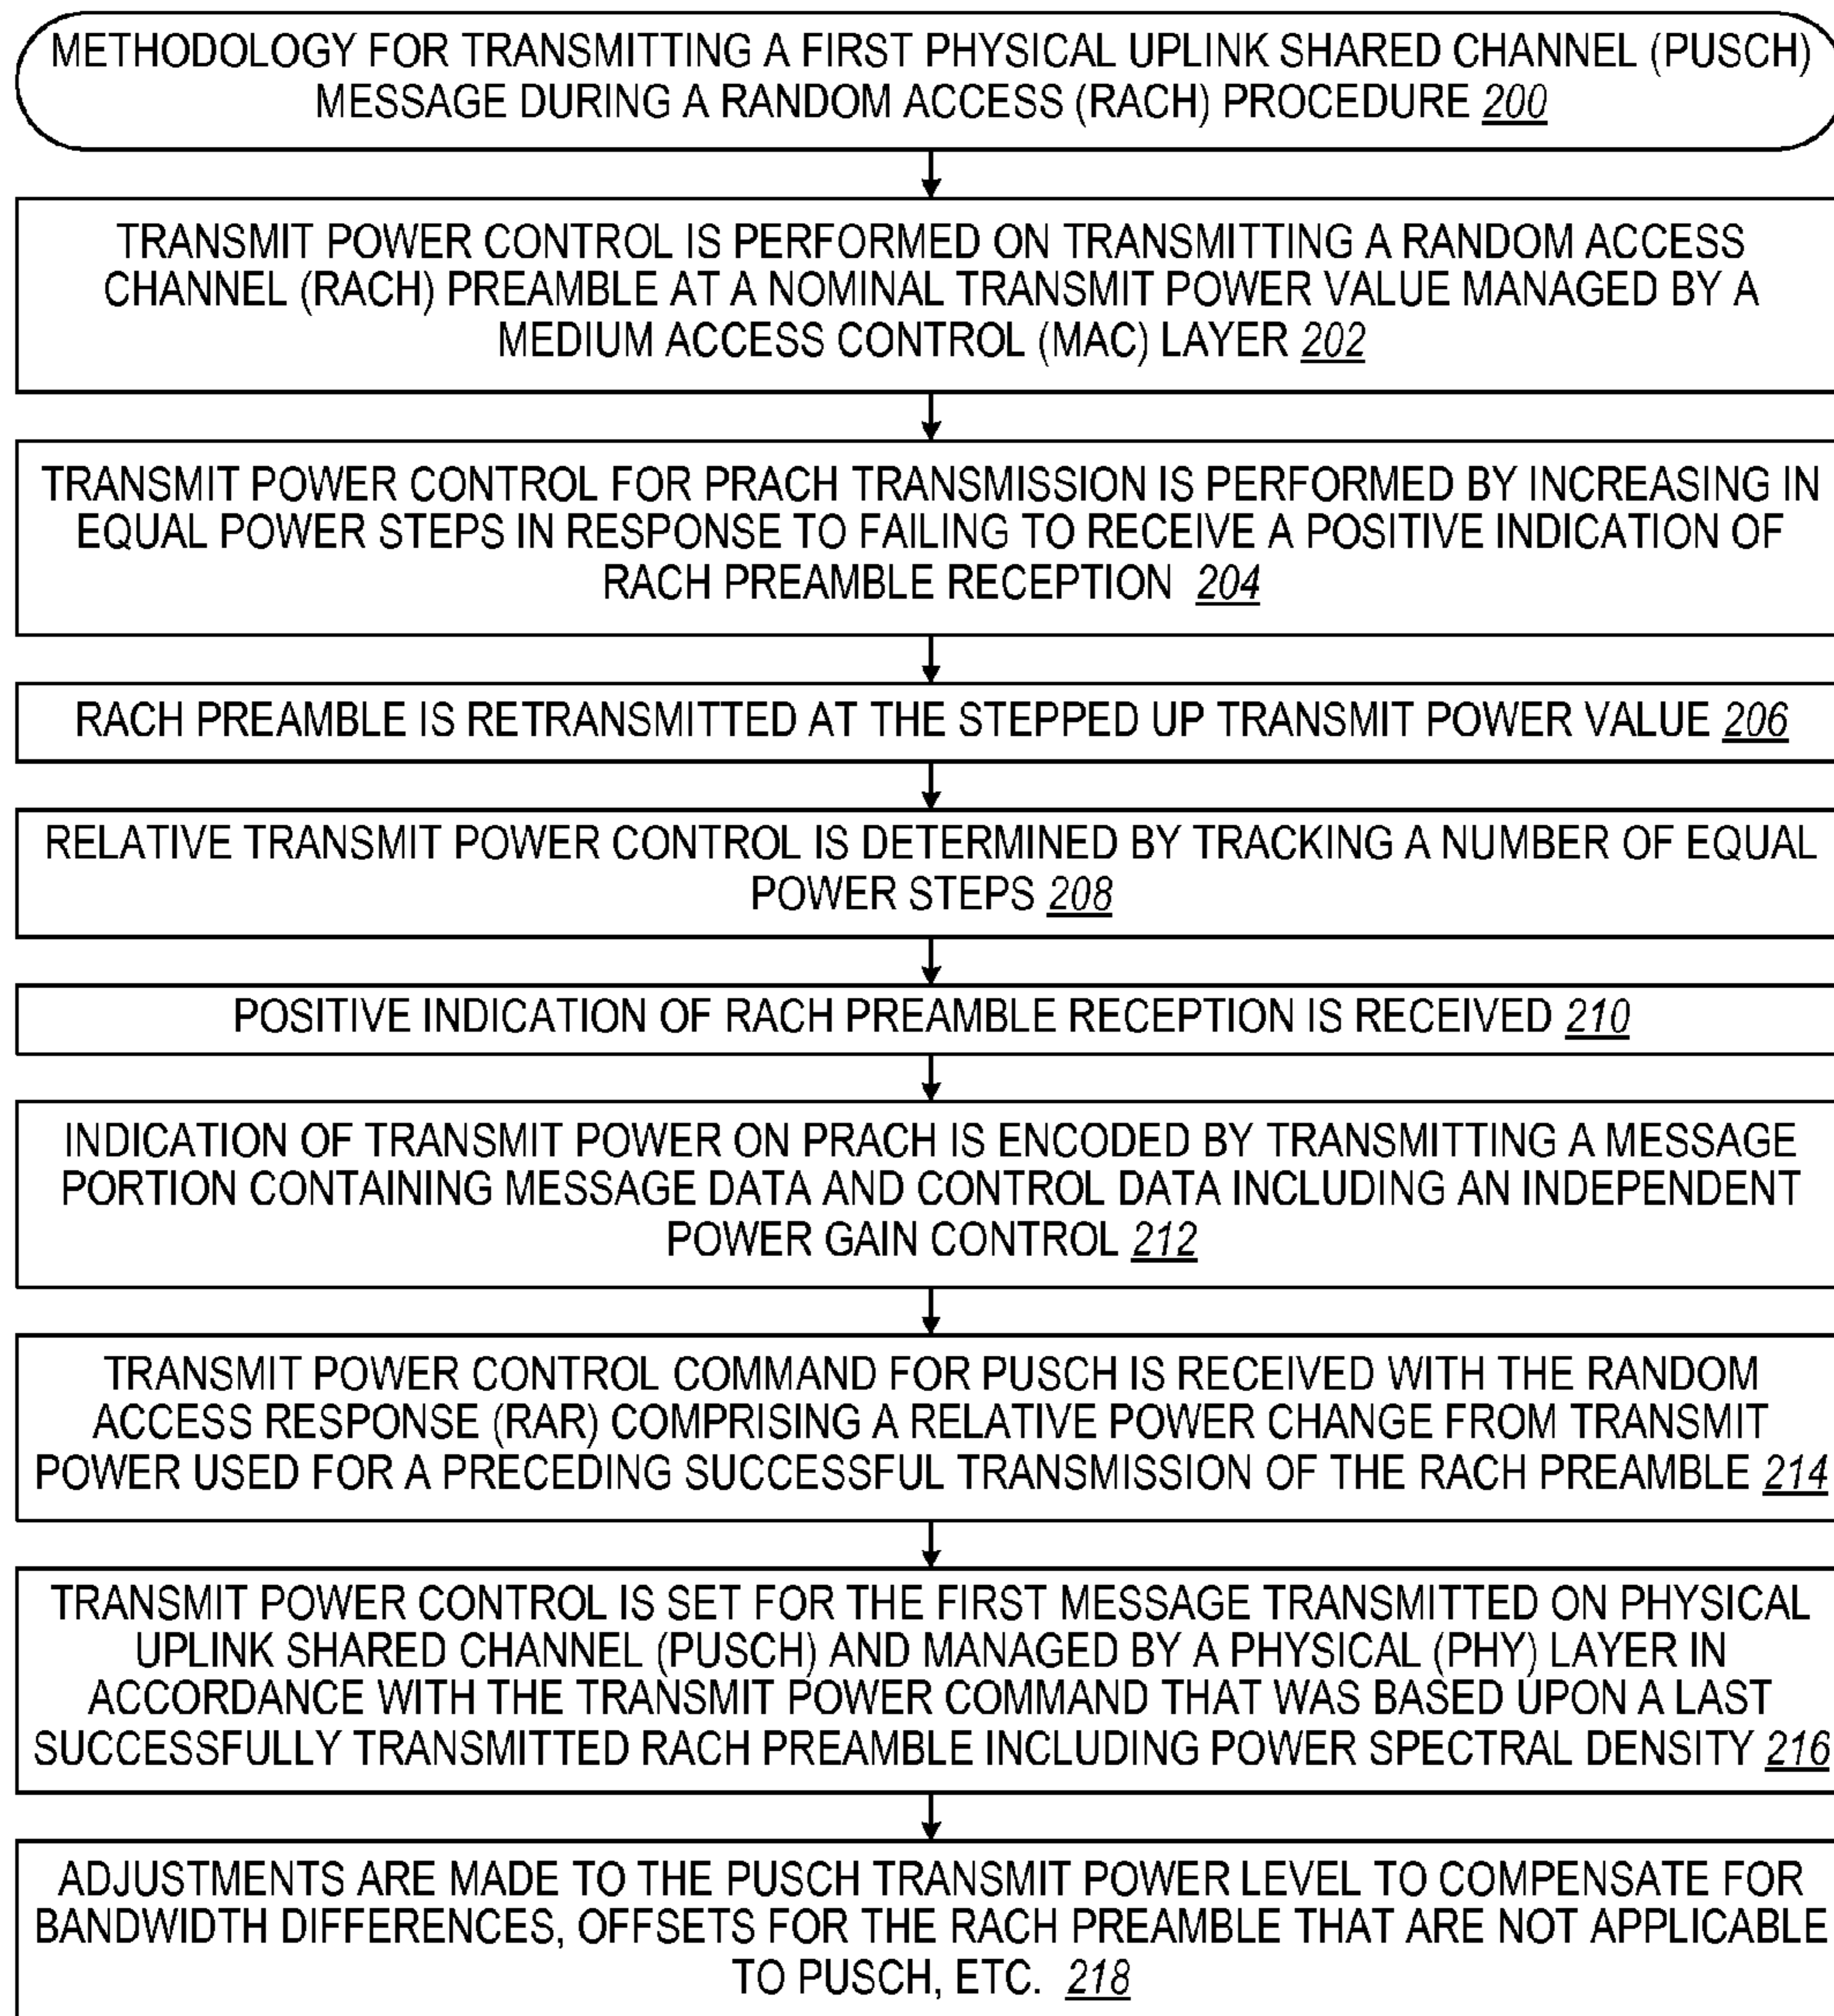 METHODOLOGY FOR TRANSMITTING A FIRST PHYSICAL UPLINK SHARED CHANNEL (PUSCH)
MESSAGE DURING A RANDOM ACCESS (RACH) PROCEDURE 200
TRANSMIT POWER CONTROL IS PERFORMED ON TRANSMITTING A RANDOM ACCESS
CHANNEL (RACH) PREAMBLE AT A NOMINAL TRANSMIT POWER VALUE MANAGED BY A
MEDIUM ACCESS CONTROL (MAC) LAYER 202
TRANSMIT POWER CONTROL FOR PRACH TRANSMISSION IS PERFORMED BY INCREASING IN
EQUAL POWER STEPS IN RESPONSE TO FAILING TO RECEIVE A POSITIVE INDICATION OF
RACH PREAMBLE RECEPTION 204
RACH PREAMBLE IS RETRANSMITTED AT THE STEPPED UP TRANSMIT POWER VALUE 206
RELATIVE TRANSMIT POWER CONTROL IS DETERMINED BY TRACKING A NUMBER OF EQUAL
POWER STEPS 208
POSITIVE INDICATION OF RACH PREAMBLE RECEPTION IS RECEIVED 210
INDICATION OF TRANSMIT POWER ON PRACH IS ENCODED BY TRANSMITTING A MESSAGE
PORTION CONTAINING MESSAGE DATA AND CONTROL DATA INCLUDING AN INDEPENDENT
POWER GAIN CONTROL 212
TRANSMIT POWER CONTROL COMMAND FOR PUSCH IS RECEIVED WITH THE RANDOM
ACCESS RESPONSE (RAR) COMPRISING A RELATIVE POWER CHANGE FROM TRANSMIT
POWER USED FOR A PRECEDING SUCCESSFUL TRANSMISSION OF THE RACH PREAMBLE 214
TRANSMIT POWER CONTROL IS SET FOR THE FIRST MESSAGE TRANSMITTED ON PHYSICAL
UPLINK SHARED CHANNEL (PUSCH) AND MANAGED BY A PHYSICAL (PHY) LAYER IN
ACCORDANCE WITH THE TRANSMIT POWER COMMAND THAT WAS BASED UPON A LAST
SUCCESSFULLY TRANSMITTED RACH PREAMBLE INCLUDING POWER SPECTRAL DENSITY 216
ADJUSTMENTS ARE MADE TO THE PUSCH TRANSMIT POWER LEVEL TO COMPENSATE FOR
BANDWIDTH DIFFERENCES, OFFSETS FOR THE RACH PREAMBLE THAT ARE NOT APPLICABLE
TO PUSCH, ETC. 218